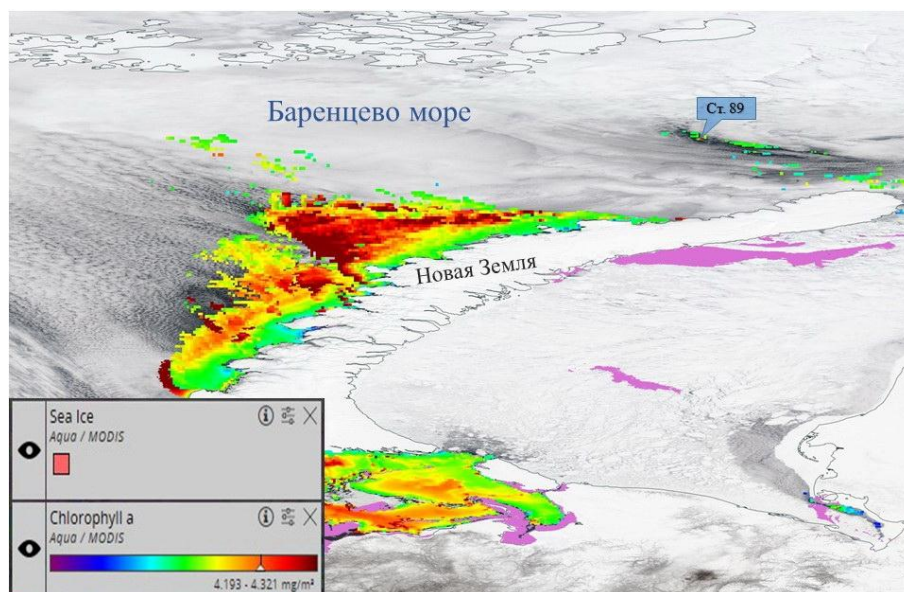 Баренцево море
Ст. 89
Новая Земля
Sea Ice
Aqua / MODIS
Chlorophyll a
Aqua / MODIS
4.193 - 4.321 mg/m³